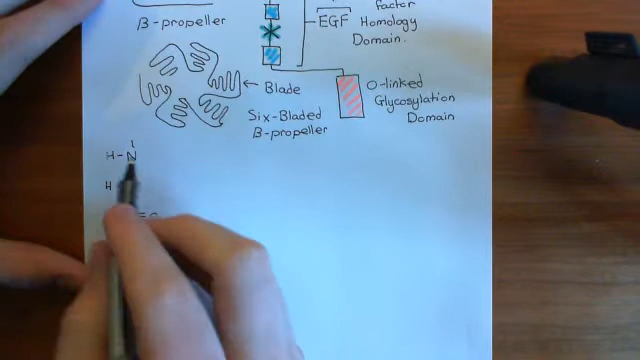 factor
EGF Homology
Domain.
β-propeller
Blade
O-linked
Glycosylation
Domain
Six-Bladed
β-propeller
H-N
H